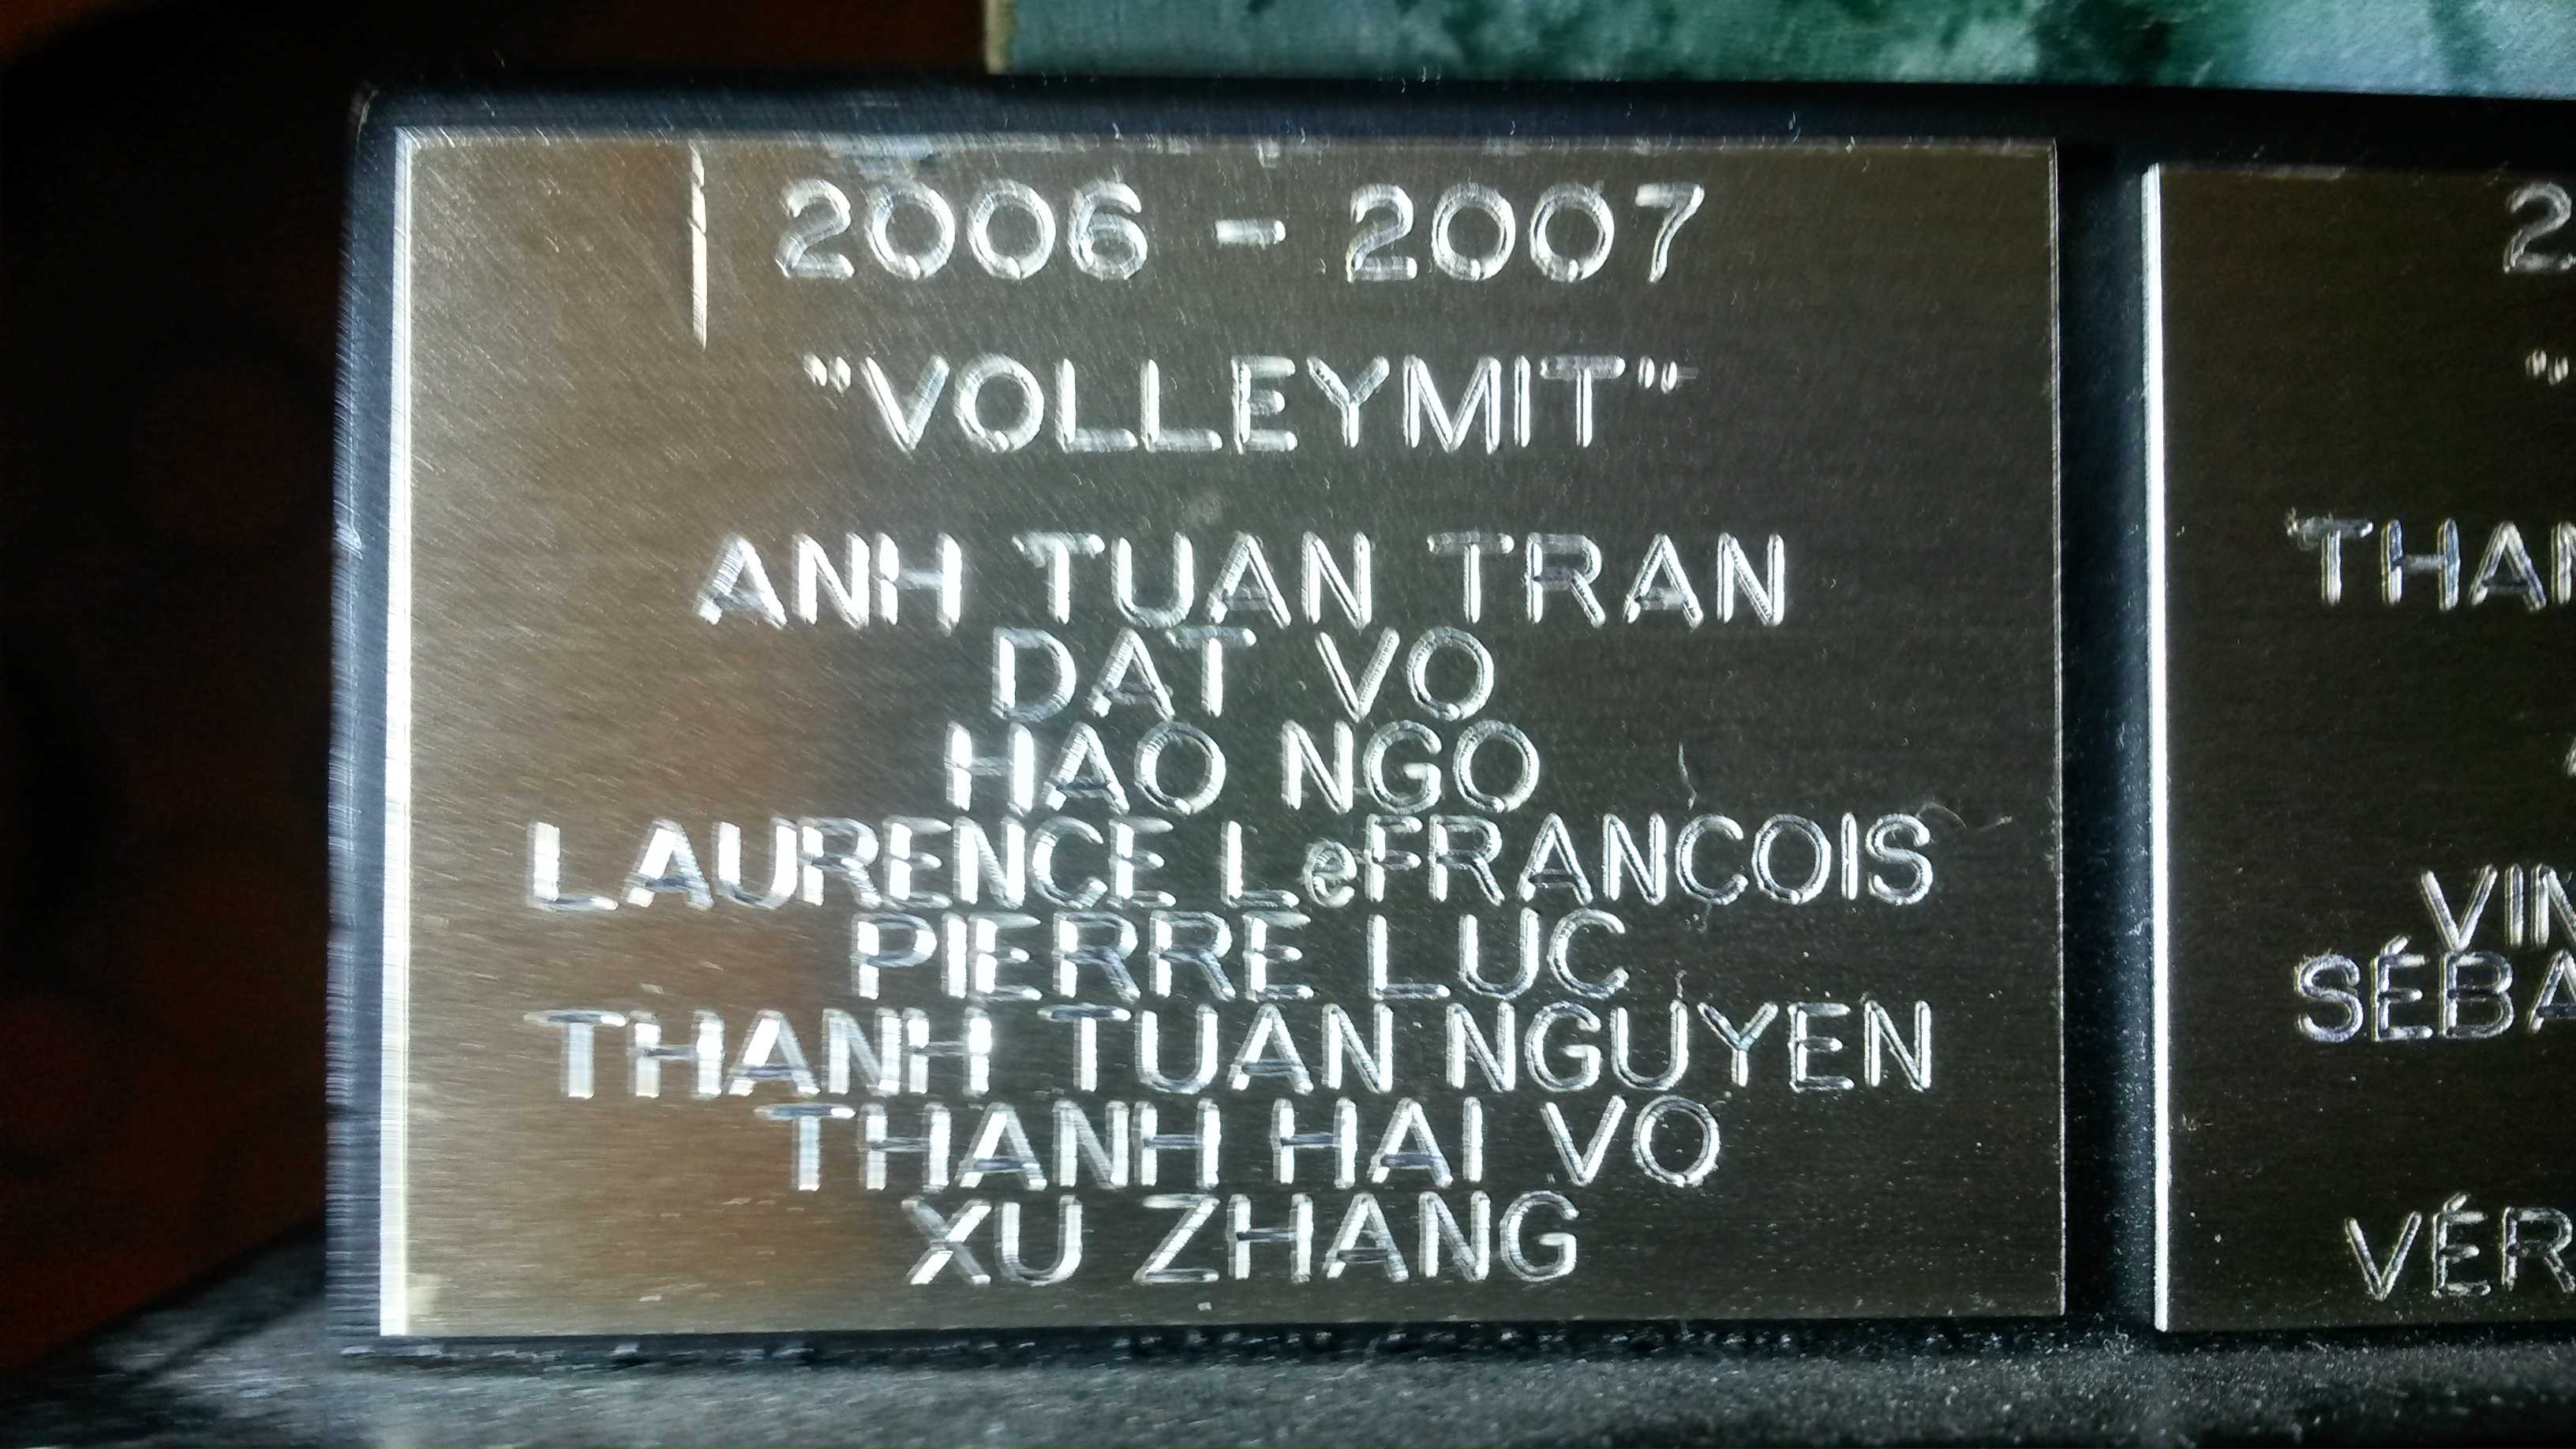 2006 - 2007
"VOLLEYMIT"
ANH TUAN TRAN
DAT VO
HAO NGO
LAURENCE LeFRANCOIS
PIERRE LUC
THANH TUAN NGUYEN
THANH HAI VO
XU ZHANG